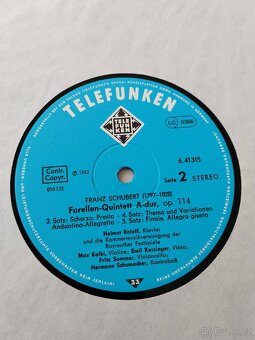 TELEFUNKEN
TELE
FUN
KEN
LC 0366
Contr.
Copyr.
℗ 1962
010152
6.41315
Seite 2 STEREO
FRANZ SCHUBERT (1797-1828)
Forellen-Quintett A-dur, op. 114
3. Satz: Scherzo. Presto - 4. Satz: Thema und Variationen
Andantino-Allegretto - 5. Satz: Finale. Allegro giusto
Helmut Roloff, Klavier
und die Kammermusikvereinigung der
Bayreuther Festspiele
Max Kalki, Violine; Emil Kessinger, Viola;
Fritz Sommer, Violoncello;
Hermann Schumacher, Kontrabaß
33